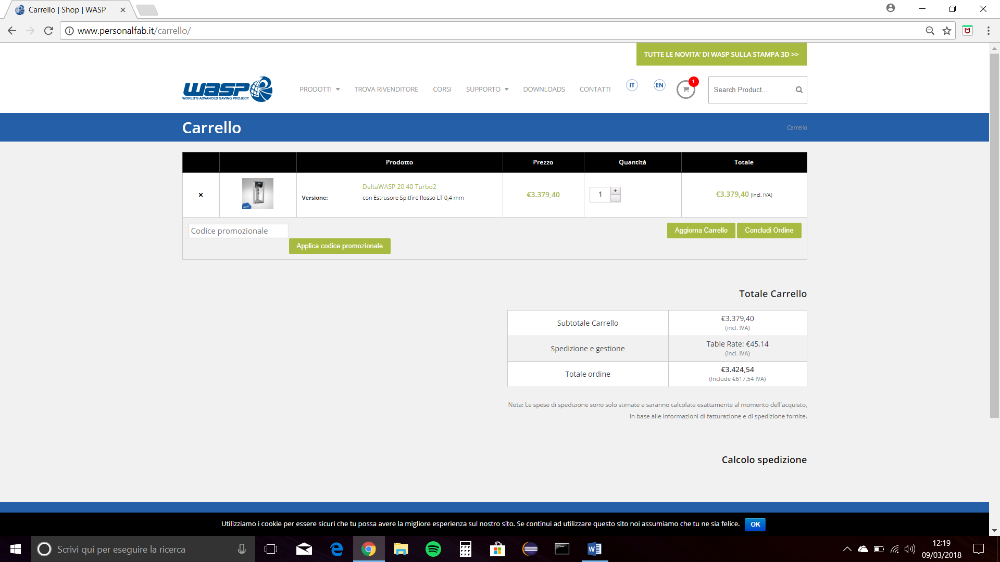 Carrello | Shop | WASP
www.personalfab.it/carrello/
TUTTE LE NOVITA' DI WASP SULLA STAMPA 3D >>
WASP
WORLD'S ADVANCED SAVING PROJECT
PRODOTTI
TROVA RIVENDITORE
CORSI
SUPPORTO
DOWNLOADS
CONTATTI
IT
EN
1
Search Product...
Carrello
Carrello
Prodotto
Prezzo
Quantità
Totale
×
DeltaWASP 20 40 Turbo2
Versione:
con Estrusore Spitfire Rosso LT 0,4 mm
€3.379,40
1
+
-
€3.379,40 (incl. IVA)
Codice promozionale
Applica codice promozionale
Aggiorna Carrello
Concludi Ordine
Totale Carrello
Subtotale Carrello
€3.379,40
(incl. IVA)
Spedizione e gestione
Table Rate: €45,14
(incl. IVA)
Totale ordine
€3.424,54
(Include €617,54 IVA)
Nota: Le spese di spedizione sono solo stimate e saranno calcolate esattamente al momento dell'acquisto,
in base alle informazioni di fatturazione e di spedizione fornite.
Calcolo spedizione
Utilizziamo i cookie per essere sicuri che tu possa avere la migliore esperienza sul nostro sito. Se continui ad utilizzare questo sito noi assumiamo che tu ne sia felice.
OK
Scrivi qui per eseguire la ricerca
12:19
09/03/2018